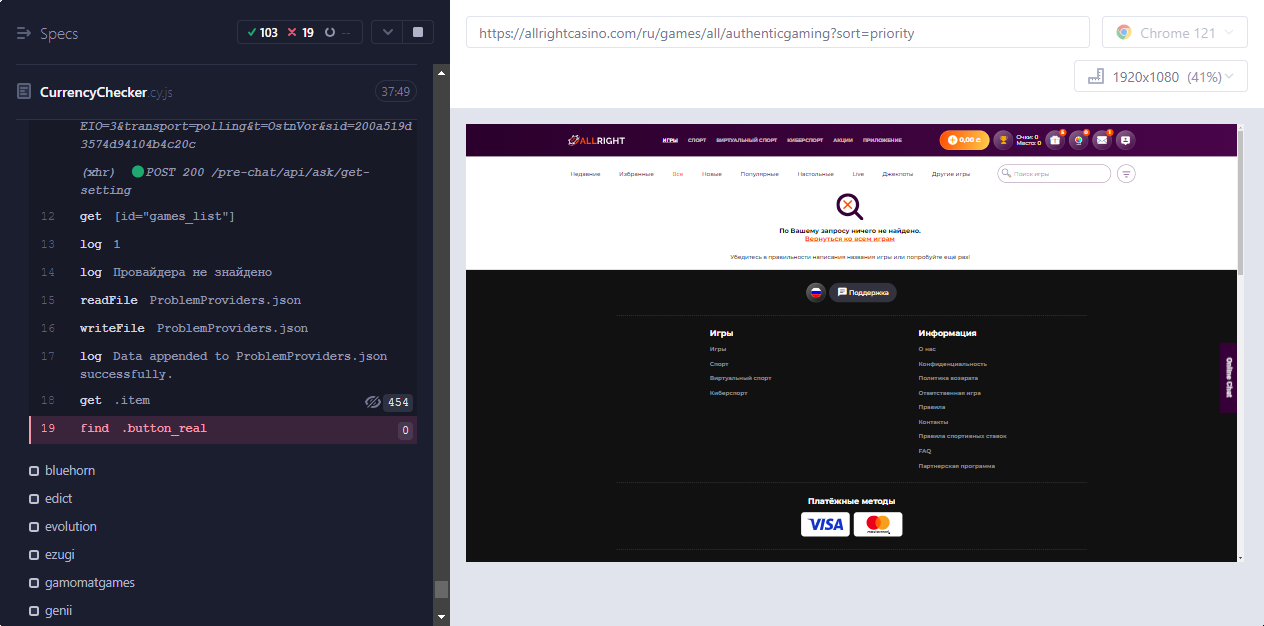 Specs
103 19 --
CurrencyChecker.cy.js
37:49
EIO=3&transport=polling&t=OstnVor&sid=200a519d
3574d94104b4c20c
(xhr) POST 200 /pre-chat/api/ask/get-
setting
12 get [id="games_list"]
13 log 1
14 log Провайдера не знайдено
15 readFile ProblemProviders.json
16 writeFile ProblemProviders.json
17 log Data appended to ProblemProviders.json
successfully.
18 get .item 454
19 find .button_real 0
bluehorn
edict
evolution
ezugi
gamomatgames
genii
https://allrightcasino.com/ru/games/all/authenticgaming?sort=priority
Chrome 121
1920x1080 (41%)
ALLRIGHT
ИГРЫ СПОРТ ВИРТУАЛЬНЫЙ СПОРТ КИБЕРСПОРТ АКЦИИ ПРИЛОЖЕНИЕ
0,00 ₴
Очки: 0
Место: 0
Недавние Избранные Все Новые Популярные Настольные Live Джекпоты Другие игры
Поиск игры
По Вашему запросу ничего не найдено.
Вернуться ко всем играм
Убедитесь в правильности написания названия игры или попробуйте ещё раз!
Поддержка
Игры
Игры
Спорт
Виртуальный спорт
Киберспорт
Информация
О нас
Конфиденциальность
Политика возврата
Ответственная игра
Правила
Контакты
Правила спортивных ставок
FAQ
Партнерская программа
Online Chat
Платёжные методы
VISA